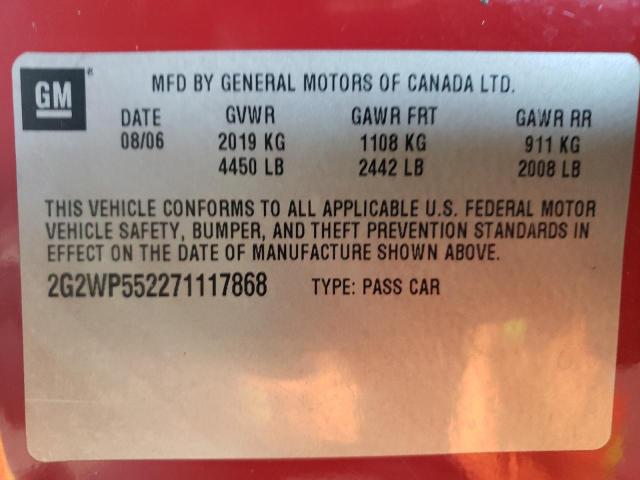 GM
MFD BY GENERAL MOTORS OF CANADA LTD.
DATE GVWR GAWR FRT GAWR RR
08/06 2019 KG 1108 KG 911 KG
4450 LB 2442 LB 2008 LB
THIS VEHICLE CONFORMS TO ALL APPLICABLE U.S. FEDERAL MOTOR
VEHICLE SAFETY, BUMPER, AND THEFT PREVENTION STANDARDS IN
EFFECT ON THE DATE OF MANUFACTURE SHOWN ABOVE.
2G2WP552271117868 TYPE: PASS CAR